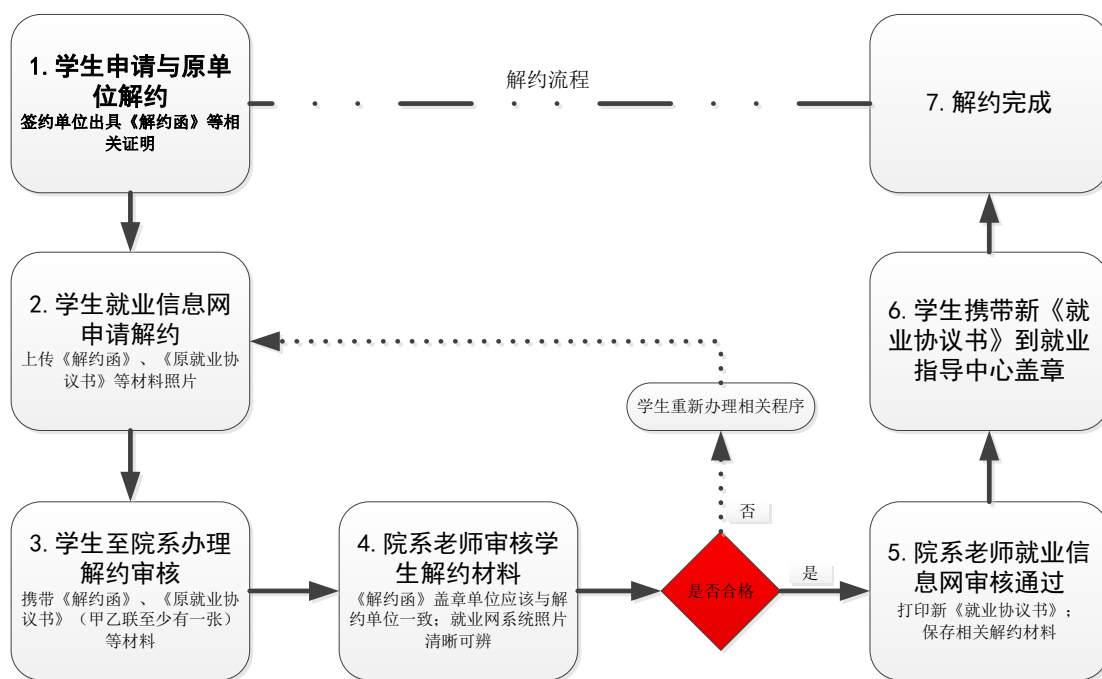 1.学生申请与原单
位解约
签约单位出具《解约函》等相
关证明
解约流程
7.解约完成
2.学生就业信息网
申请解约
上传《解约函》、《原就业协
议书》等材料照片
6.学生携带新《就
业协议书》到就业
指导中心盖章
学生重新办理相关程序
否
3.学生至院系办理
解约审核
携带《解约函》、《原就业协
议书》（甲乙联至少有一张）
等材料
4.院系老师审核学
生解约材料
《解约函》盖章单位应该与解
约单位一致；就业网系统照片
清晰可辨
是否合格
是
5.院系老师就业信
息网审核通过
打印新《就业协议书》；
保存相关解约材料